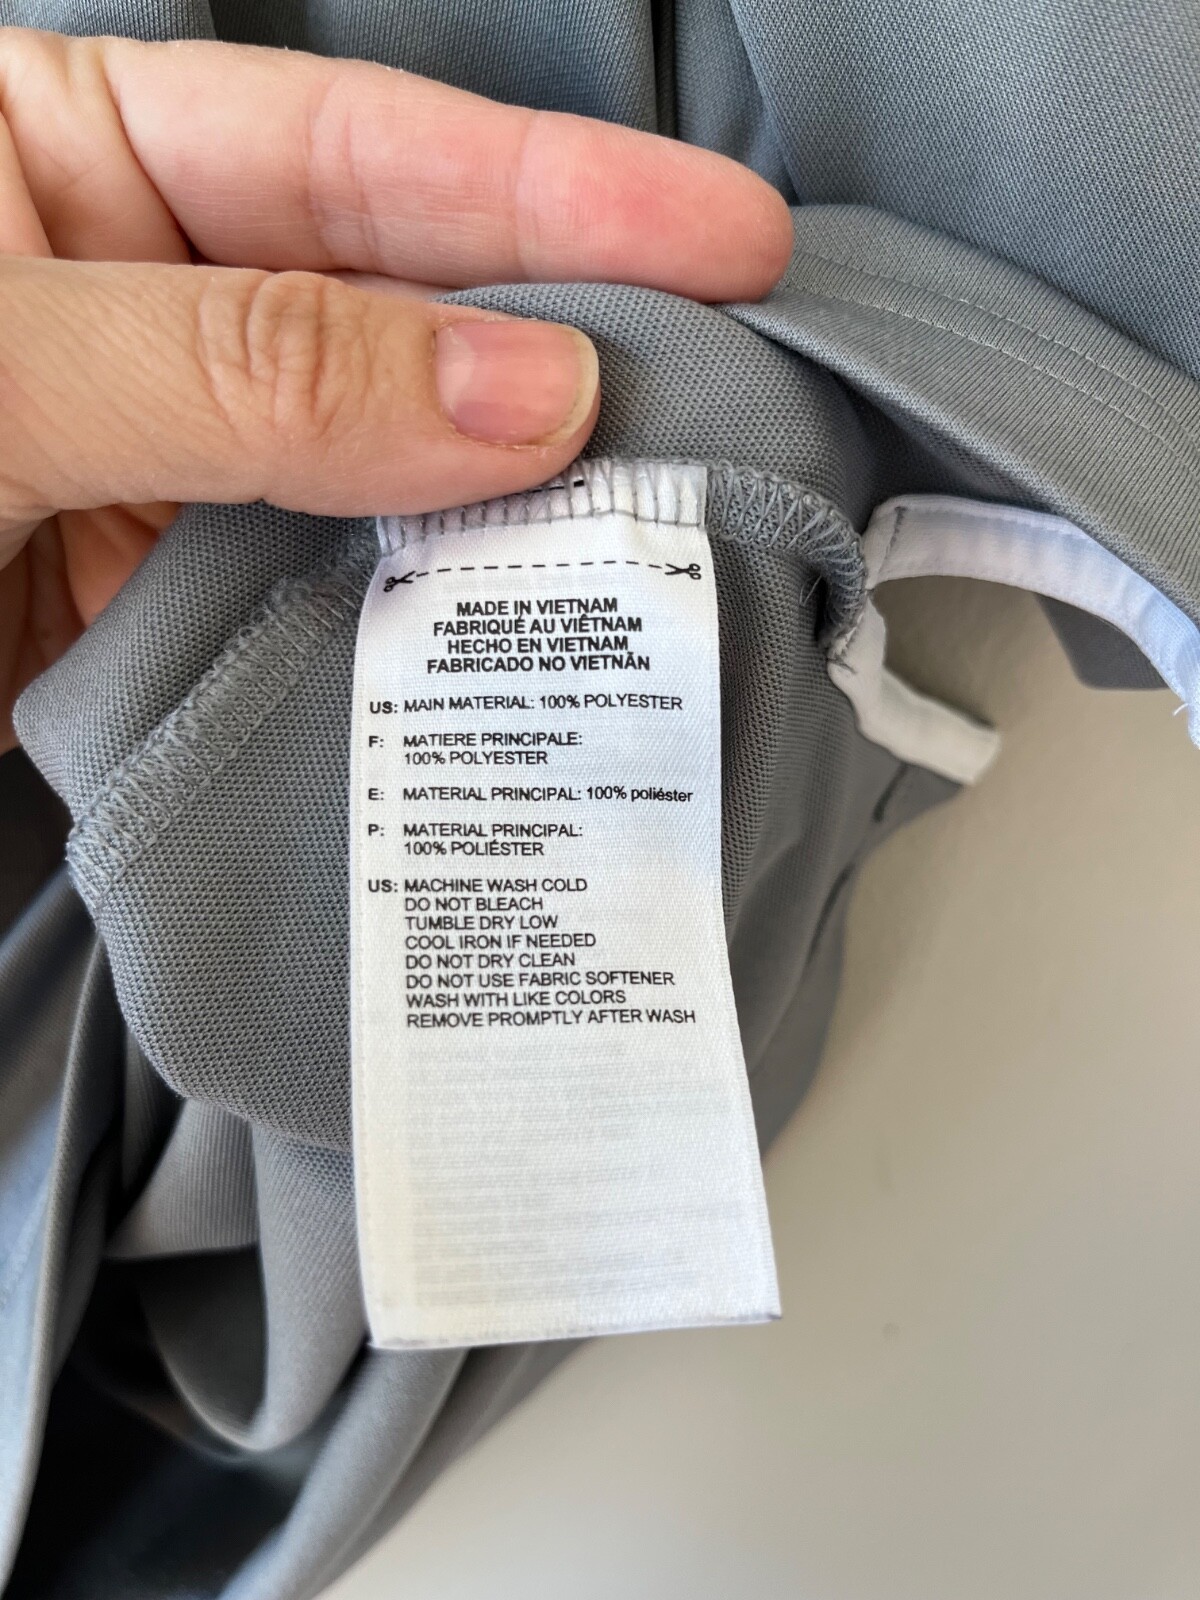 MADE IN VIETNAM
FABRIQUÉ AU VIÊTNAM
HECHO EN VIETNAM
FABRICADO NO VIETNÃN
US: MAIN MATERIAL: 100% POLYESTER
F: MATIERE PRINCIPALE:
100% POLYESTER
E: MATERIAL PRINCIPAL: 100% poliéster
P: MATERIAL PRINCIPAL:
100% POLIÉSTER
US: MACHINE WASH COLD
DO NOT BLEACH
TUMBLE DRY LOW
COOL IRON IF NEEDED
DO NOT DRY CLEAN
DO NOT USE FABRIC SOFTENER
WASH WITH LIKE COLORS
REMOVE PROMPTLY AFTER WASH